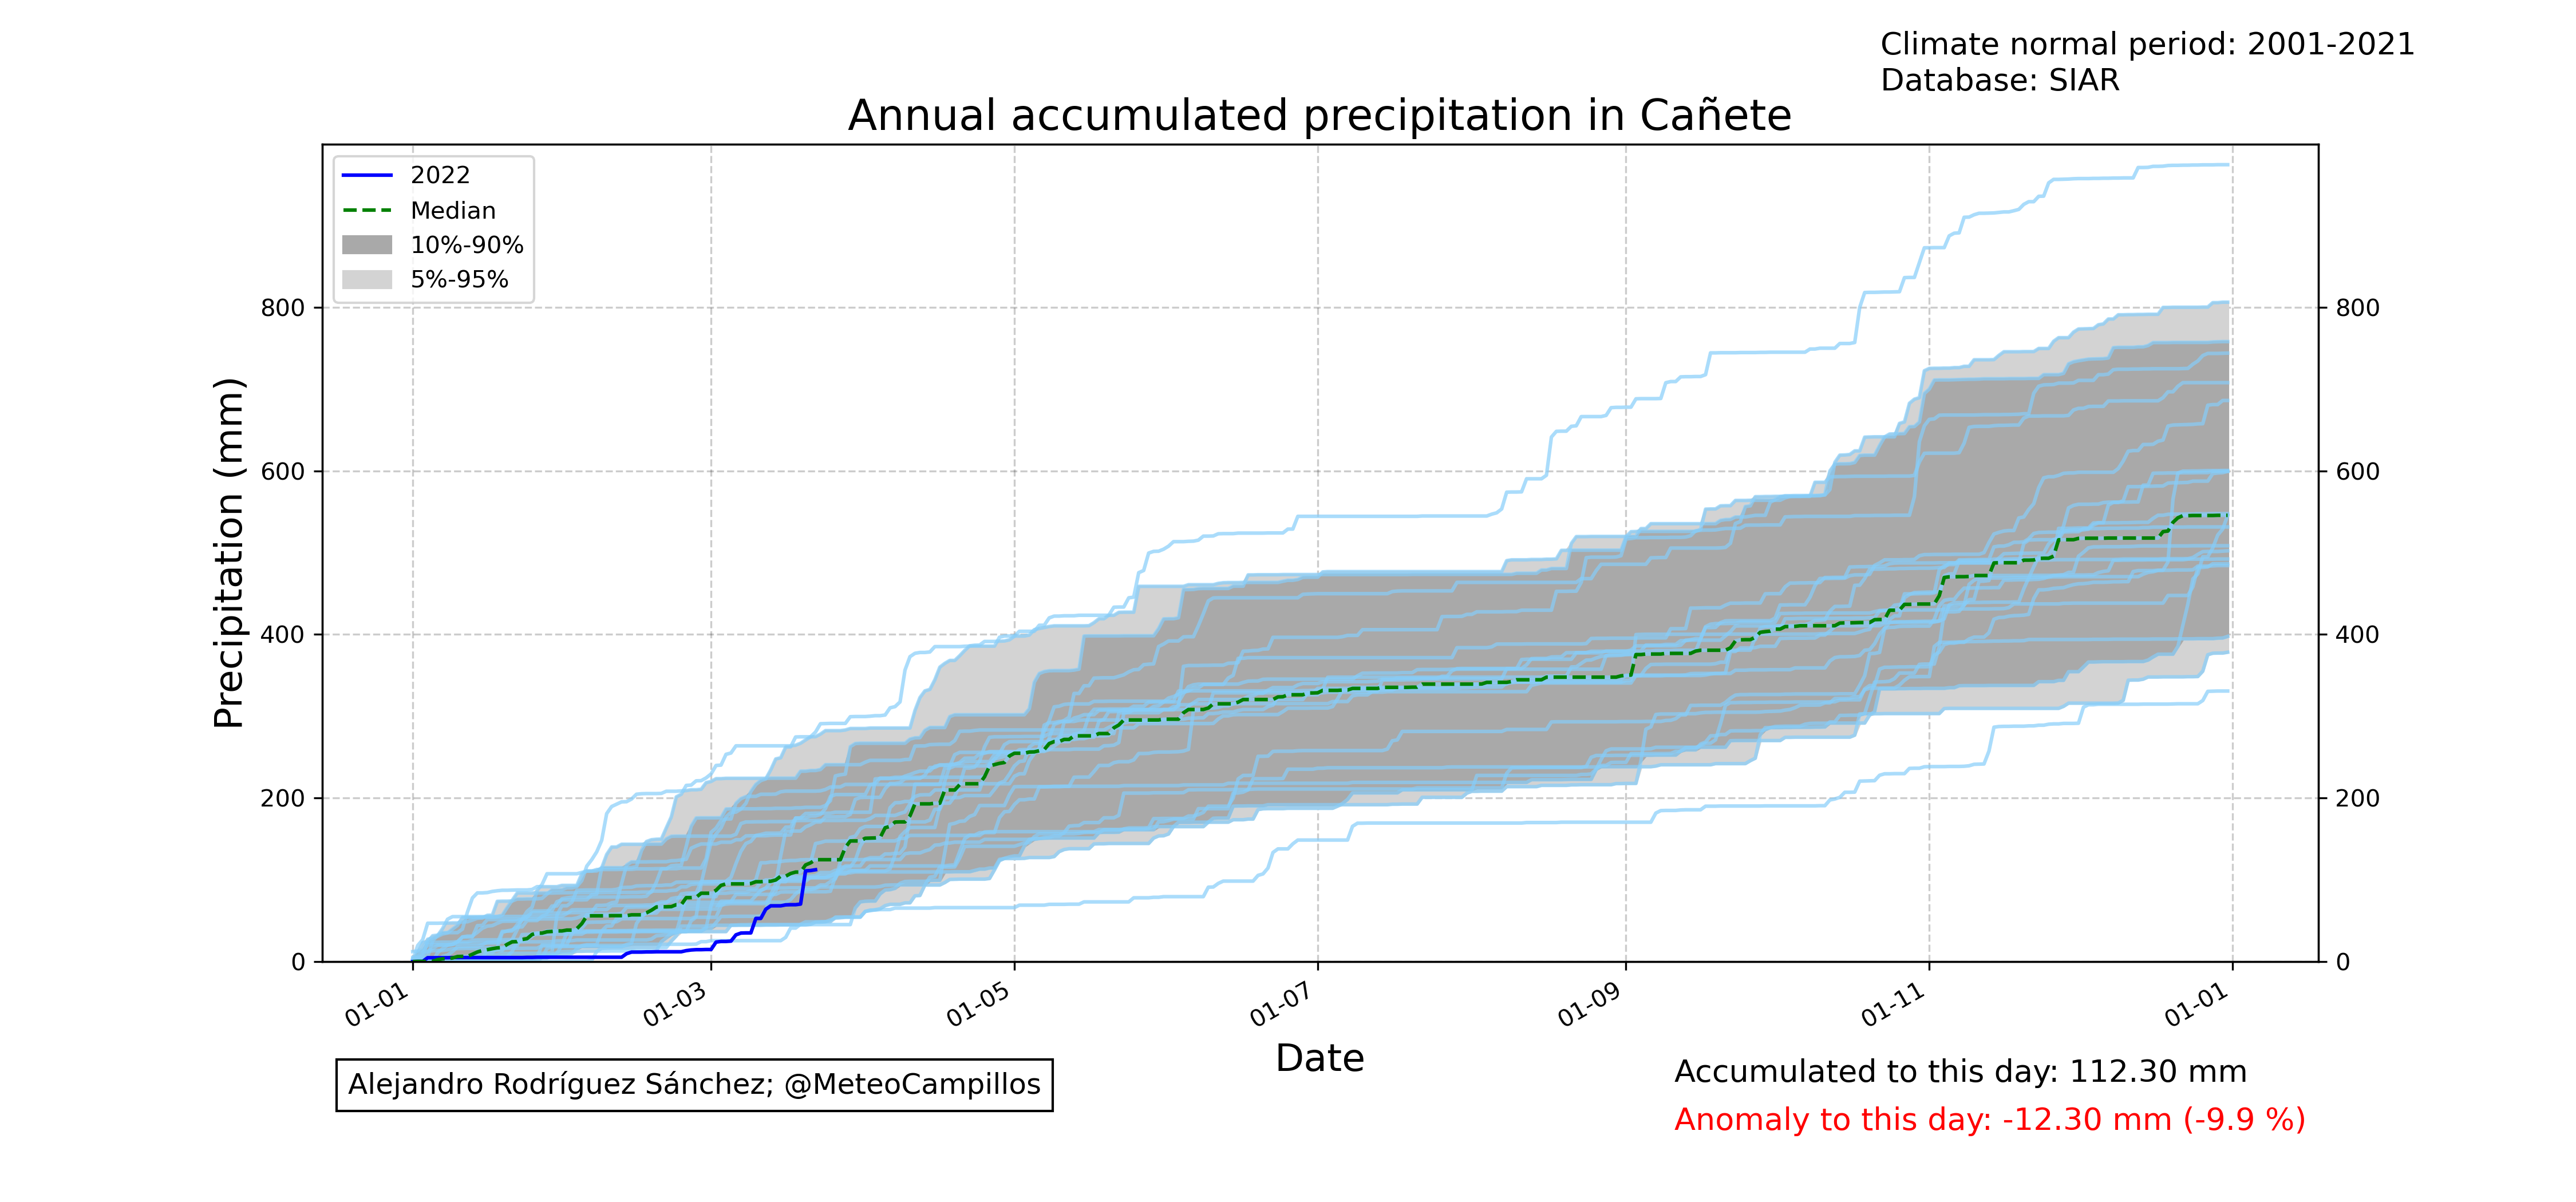 Climate normal period: 2001-2021
Database: SIAR
Annual accumulated precipitation in Cañete
2022
Median
10%-90%
5%-95%
Precipitation (mm)
800
600
400
200
0
800
600
400
200
0
01-01
01-03
01-05
01-07
01-09
01-11
01-01
Date
Alejandro Rodríguez Sánchez; @MeteoCampillos
Accumulated to this day: 112.30 mm
Anomaly to this day: -12.30 mm (-9.9 %)